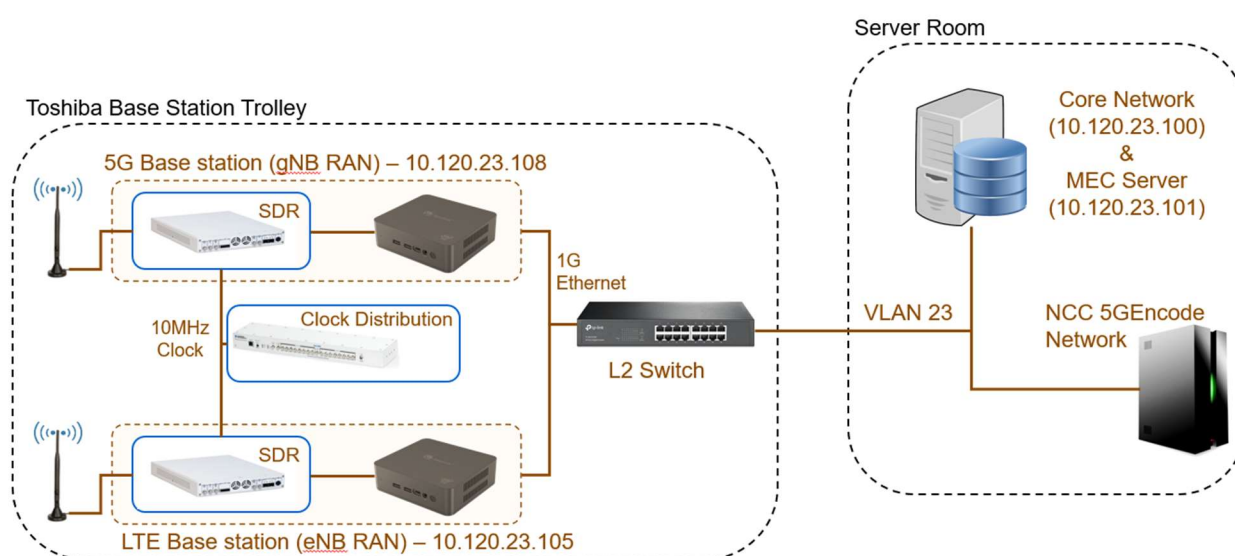 Server Room
Toshiba Base Station Trolley
Core Network
(10.120.23.100)
&
MEC Server
(10.120.23.101)
5G Base station (gNB RAN) – 10.120.23.108
SDR
1G
Ethernet
10MHz
Clock
Clock Distribution
L2 Switch
VLAN 23
NCC 5GEncode
Network
SDR
LTE Base station (eNB RAN) – 10.120.23.105